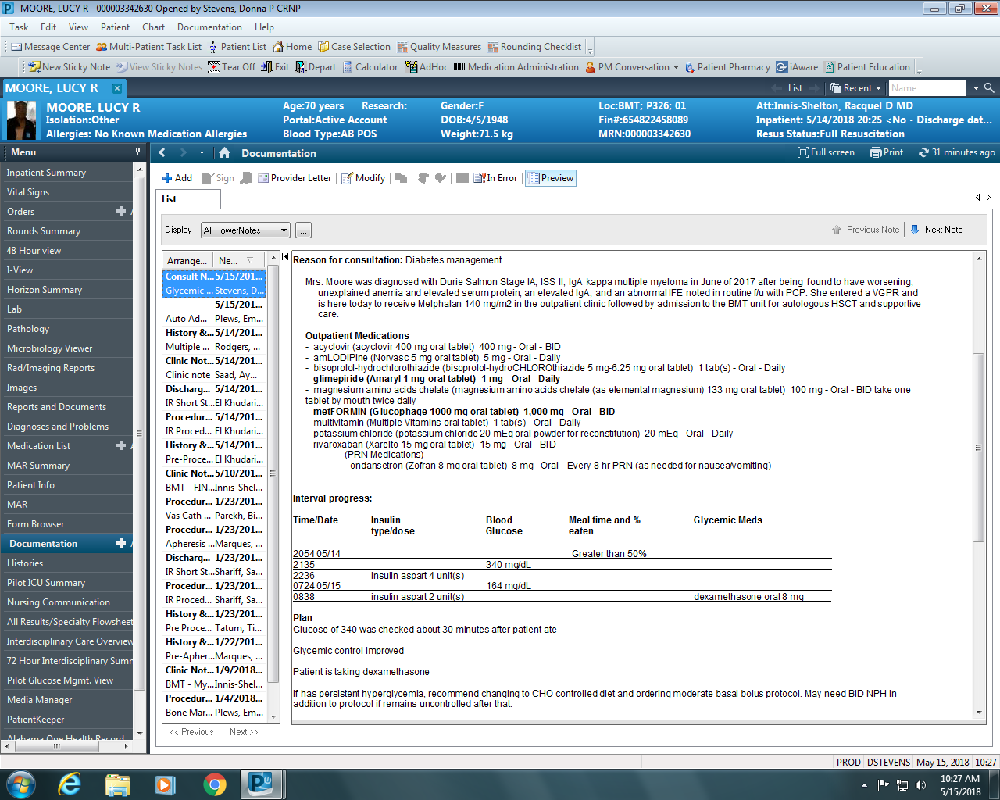 MOORE, LUCY R - 000003342630 Opened by Stevens, Donna P CRNP
Task Edit View Patient Chart Documentation Help
Message Center Multi-Patient Task List Patient List Home Case Selection Quality Measures Rounding Checklist
New Sticky Note View Sticky Notes Tear Off Exit Depart Calculator AdHoc Medication Administration PM Conversation Patient Pharmacy iAware Patient Education
MOORE, LUCY R List Recent Name
MOORE, LUCY R Age:70 years Research: Gender:F Loc:BMT; P326; 01 Att:Innis-Shelton, Racquel D MD
Isolation:Other Portal:Active Account DOB:4/5/1948 Fin#:654822458089 Inpatient: 5/14/2018 20:25 <No - Discharge dat...
Allergies: No Known Medication Allergies Blood Type:AB POS Weight:71.5 kg MRN:000003342630 Resus Status:Full Resuscitation
Menu
Documentation Full screen Print 31 minutes ago
Inpatient Summary
Vital Signs
Orders
Rounds Summary
48 Hour view
I-View
Horizon Summary
Lab
Pathology
Microbiology Viewer
Rad/Imaging Reports
Images
Reports and Documents
Diagnoses and Problems
Medication List
MAR Summary
Patient Info
MAR
Form Browser
Documentation
Histories
Pilot ICU Summary
Nursing Communication
All Results/Specialty Flowsheet
Interdisciplinary Care Overview
72 Hour Interdisciplinary Summ
Pilot Glucose Mgmt. View
Media Manager
PatientKeeper
Alabama One Health Record
Add Sign Provider Letter Modify In Error Preview
List
Display : All PowerNotes ... Previous Note Next Note
Arrange... Ne...
Consult N... 5/15/201...
Glycemic ... Stevens, D...
5/15/201...
Auto Ad... Plews, Em...
History &... 5/14/201...
Multiple ... Rodgers, ...
Clinic Not... 5/14/201...
Clinic note Saad, Ay...
Discharg... 5/14/201...
IR Short St... El Khudari...
Procedur... 5/14/201...
IR Proced... El Khudari...
History &... 5/14/201...
Pre-Proce... El Khudari...
Clinic Not... 5/10/201...
BMT - FIN... Innis-Shel...
Procedur... 1/23/201...
Vas Cath ... Parekh, Bi...
Procedur... 1/23/201...
Apheresis ... Marques, ...
Discharg... 1/23/201...
IR Short St... Shariff, Sa...
Procedur... 1/23/201...
IR Proced... Shariff, Sa...
History &... 1/23/201...
Pre Proce... Tatum, Ti...
History &... 1/22/201...
Pre-Apher... Marques, ...
Clinic Not... 1/9/2018...
BMT - My... Innis-Shel...
Procedur... 1/4/2018...
Bone Mar... Plews, Em...
<< Previous Next >>
Reason for consultation: Diabetes management
Mrs. Moore was diagnosed with Durie Salmon Stage IA, ISS II, IgA kappa multiple myeloma in June of 2017 after being found to have worsening,
unexplained anemia and elevated serum protein, an elevated IgA, and an abnormal IFE noted in routine f/u with PCP. She entered a VGPR and
is here today to receive Melphalan 140 mg/m2 in the outpatient clinic followed by admission to the BMT unit for autologous HSCT and supportive
care.
Outpatient Medications
- acyclovir (acyclovir 400 mg oral tablet) 400 mg - Oral - BID
- amLODIPine (Norvasc 5 mg oral tablet) 5 mg - Oral - Daily
- bisoprolol-hydrochlorothiazide (bisoprolol-hydroCHLOROthiazide 5 mg-6.25 mg oral tablet) 1 tab(s) - Oral - Daily
- glimepiride (Amaryl 1 mg oral tablet) 1 mg - Oral - Daily
- magnesium amino acids chelate (magnesium amino acids chelate (as elemental magnesium) 133 mg oral tablet) 100 mg - Oral - BID take one
tablet by mouth twice daily
- metFORMIN (Glucophage 1000 mg oral tablet) 1,000 mg - Oral - BID
- multivitamin (Multiple Vitamins oral tablet) 1 tab(s) - Oral - Daily
- potassium chloride (potassium chloride 20 mEq oral powder for reconstitution) 20 mEq - Oral - Daily
- rivaroxaban (Xarelto 15 mg oral tablet) 15 mg - Oral - BID
(PRN Medications)
- ondansetron (Zofran 8 mg oral tablet) 8 mg - Oral - Every 8 hr PRN (as needed for nausea/vomiting)
Interval progress:
Time/Date Insulin Blood Meal time and % Glycemic Meds
type/dose Glucose eaten
2054 05/14 Greater than 50%
2135 340 mg/dL
2236 insulin aspart 4 unit(s)
0724 05/15 164 mg/dL
0838 insulin aspart 2 unit(s) dexamethasone oral 8 mg
Plan
Glucose of 340 was checked about 30 minutes after patient ate
Glycemic control improved
Patient is taking dexamethasone
If has persistent hyperglycemia, recommend changing to CHO controlled diet and ordering moderate basal bolus protocol. May need BID NPH in
addition to protocol if remains uncontrolled after that.
PROD DSTEVENS May 15, 2018 10:27
10:27 AM
5/15/2018